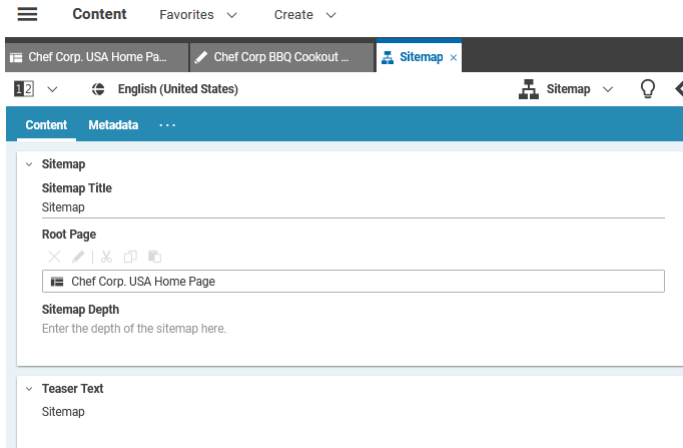 Content Favorites Create
Chef Corp. USA Home Pa... Chef Corp BBQ Cookout ... Sitemap ×
12 English (United States) Sitemap
Content Metadata ...
Sitemap
Sitemap Title
Sitemap
Root Page
Chef Corp. USA Home Page
Sitemap Depth
Enter the depth of the sitemap here.
Teaser Text
Sitemap